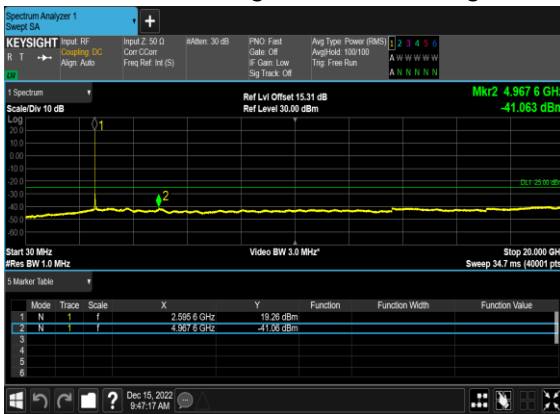 Spectrum Analyzer 1
Swept SA
KEYSIGHT Input: RF Input Z: 50 Ω #Atten: 30 dB PNO: Fast Avg Type: Power (RMS) 1 2 3 4 5 6
R T Coupling: DC Corr CCorr Gate: Off Avg|Hold: 100/100 A W W W W W
Align: Auto Freq Ref: Int (S) IF Gain: Low Trig: Free Run
LV Sig Track: Off A N N N N N
1 Spectrum Ref Lvl Offset 15.31 dB Mkr2 4.967 6 GHz
Scale/Div 10 dB Ref Level 30.00 dBm -41.063 dBm
Log
20.0
10.0
0.00
-10.0
-20.0
-30.0
-40.0
-50.0
-60.0
1
2
DL1 -25.00 dBm
Start 30 MHz Video BW 3.0 MHz* Stop 20.000 GHz
#Res BW 1.0 MHz Sweep 34.7 ms (40001 pts)
5 Marker Table
Mode Trace Scale X Y Function Function Width Function Value
1 N 1 f 2.595 6 GHz 19.26 dBm
2 N 1 f 4.967 6 GHz -41.06 dBm
3
4
5
6
? Dec 15, 2022
9:47:17 AM